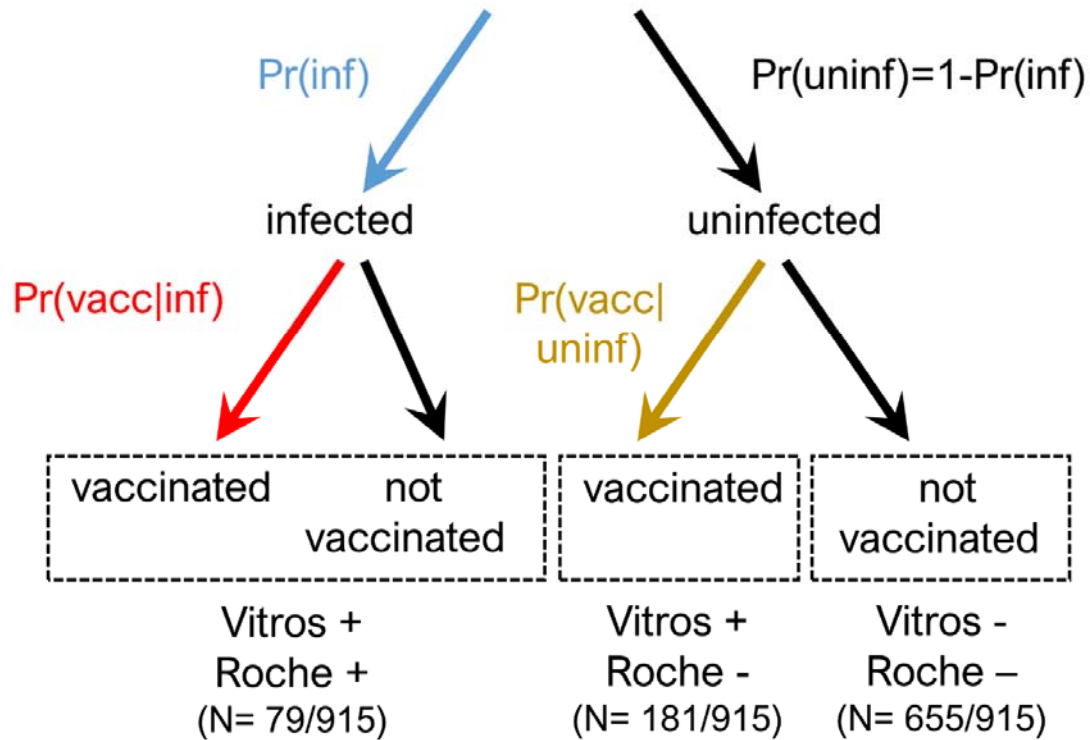 Pr(inf)
Pr(uninf)=1-Pr(inf)
infected
uninfected
Pr(vacc|inf)
Pr(vacc|
uninf)
vaccinated
not
vaccinated
vaccinated
not
vaccinated
Vitros +
Roche +
(N= 79/915)
Vitros +
Roche -
(N= 181/915)
Vitros -
Roche –
(N= 655/915)